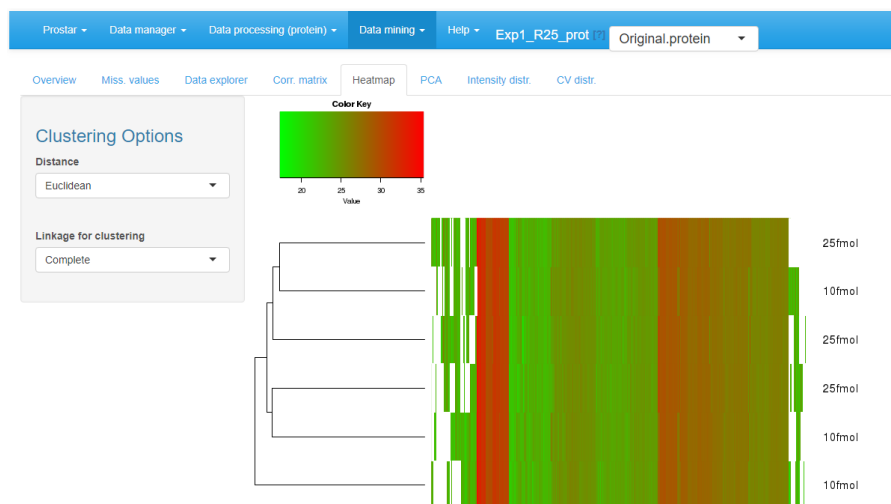 Prostar Data manager Data processing (protein) Data mining Help Exp1_R25_prot [?] Original.protein
Overview Miss. values Data explorer Corr. matrix Heatmap PCA Intensity distr. CV distr.
Color Key
Clustering Options
Distance
Euclidean
20 25 30 35
Value
Linkage for clustering
Complete
25fmol
10fmol
25fmol
25fmol
10fmol
10fmol